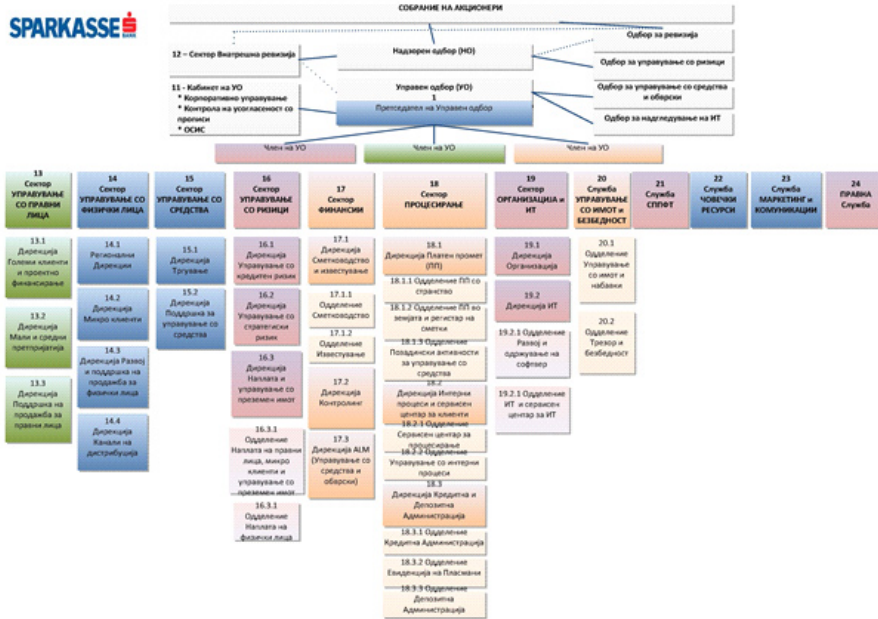 SPARKASSE
BANK
СОБРАНИЕ НА АКЦИОНЕРИ
12 – Сектор Внатрешна ревизија
Надзорен одбор (НО)
Одбор за ревизија
Одбор за управување со ризици
11 - Кабинет на УО
* Корпоративно управување
* Контрола на усогласеност со
прописи
* ОСИС
Управен одбор (УО)
1
Претседател на Управен одбор
Одбор за управување со средства
и обврски
Одбор за надгледување на ИТ
Член на УО
Член на УО
Член на УО
13
Сектор
УПРАВУВАЊЕ
СО ПРАВНИ
ЛИЦА
13.1
Дирекција
Големи клиенти
и проектно
финансирање
13.2
Дирекција
Мали и средни
претпријатија
13.3
Дирекција
Поддршка на
продажба за
правни лица
14
Сектор
УПРАВУВАЊЕ СО
ФИЗИЧКИ ЛИЦА
14.1
Регионални
Дирекции
14.2
Дирекција
Микро клиенти
14.3
Дирекција Развој
и поддршка на
продажба за
физички лица
14.4
Дирекција
Канали на
дистрибуција
15
Сектор
УПРАВУВАЊЕ СО
СРЕДСТВА
15.1
Дирекција
Тргување
15.2
Дирекција
Поддршка за
управување со
средства
16
Сектор
УПРАВУВАЊЕ
СО РИЗИЦИ
16.1
Дирекција
Управување со
кредитен ризик
16.2
Дирекција
Управување со
стратегиски
ризик
16.3
Дирекција
Наплата и
управување со
преземен имот
16.3.1
Одделение
Наплата на правни
лица, микро
клиенти и
управување со
преземен имот
16.3.1
Одделение
Наплата на
физички лица
17
Сектор
ФИНАНСИИ
17.1
Дирекција
Сметководство
и известување
17.1.1
Одделение
Сметководство
17.1.2
Одделение
Известување
17.2
Дирекција
Контролинг
17.3
Дирекција ALM
(Управување со
средства и
обврски)
18
Сектор
ПРОЦЕСИРАЊЕ
18.1
Дирекција Платен промет
(ПП)
18.1.1 Одделение ПП со
странство
18.1.2 Одделение ПП во
земјата и регистар на
сметки
18.1.3 Одделение
Позадински активности
за управување со
средства
18.2
Дирекција Интерни
процеси и сервисен
центар за клиенти
18.2.1 Одделение
Сервисен центар за
процесирање
18.2.2 Одделение
Управување со интерни
процеси
18.3
Дирекција Кредитна и
Депозитна
Администрација
18.3.1 Одделение
Кредитна Администрација
18.3.2 Одделение
Евиденција на Пласмани
18.3.3 Одделение
Депозитна
Администрација
19
Сектор
ОРГАНИЗАЦИЈА и
ИТ
19.1
Дирекција
Организација
19.2
Дирекција ИТ
19.2.1 Одделение
Развој и
одржување на
софтвер
19.2.1 Одделение
ИТ и сервисен
центар за ИТ
20
Служба
УПРАВУВАЊЕ
СО ИМОТ и
БЕЗБЕДНОСТ
20.1
Одделение
Управување
со имот и
набавки
20.2
Одделение
Трезор и
безбедност
21
Служба
СППФТ
22
Служба
ЧОВЕЧКИ
РЕСУРСИ
23
Служба
МАРКЕТИНГ и
КОМУНИКАЦИИ
24
ПРАВНА
Служба